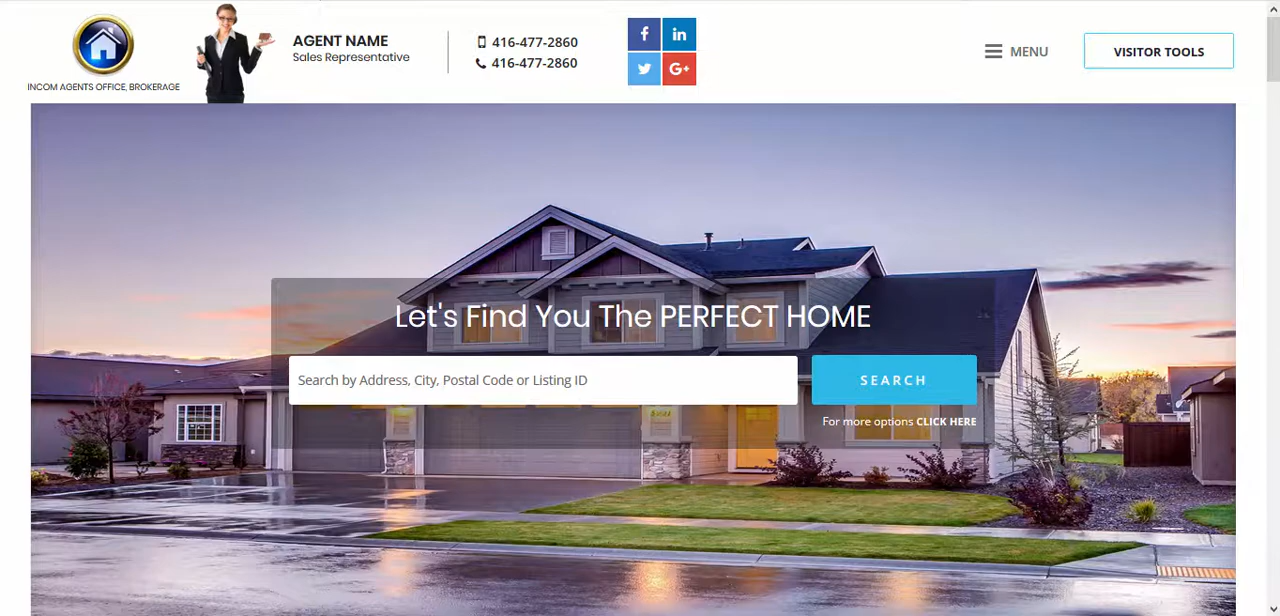 INCOM AGENTS OFFICE, BROKERAGE
AGENT NAME
Sales Representative
416-477-2860
416-477-2860
f
in
G+
MENU
VISITOR TOOLS
Let's Find You The PERFECT HOME
Search by Address, City, Postal Code or Listing ID
SEARCH
For more options CLICK HERE